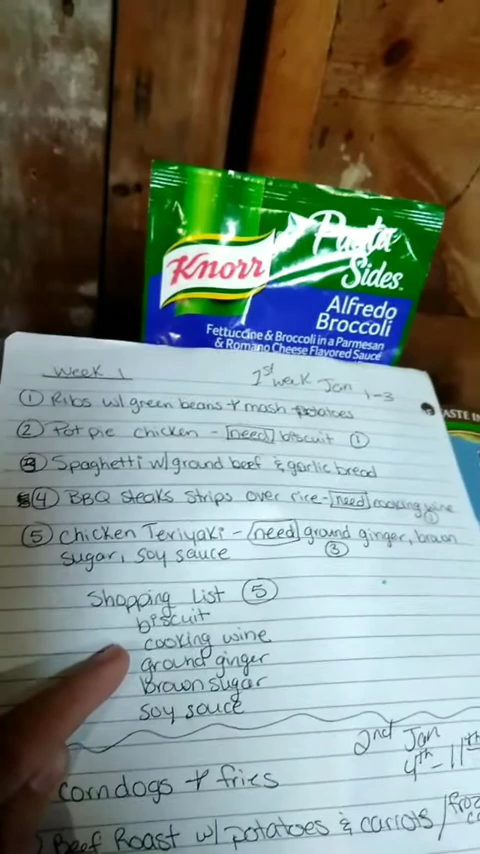 Knorr
Pasta
Sides
Alfedo
Broccoli
Fettuccine & Broccoli in a Parmesan
& Romano Cheese Flavored Sauce
Week 1
1st week Jan 1-3
① Ribs w/ green beans & mash potatoes
② Pot pie chicken - need biscuit ①
③ Spaghetti w/ground beef & garlic bread
④ BBQ steaks strips over rice - need cooking wine
①
⑤ Chicken Teriyaki - need ground ginger, brown
sugar, soy sauce ③
Shopping List ⑤
biscuit
cooking wine
ground ginger
Brown sugar
soy sauce
2nd Jan
4th - 11th
corndogs & fries
Beef Roast w/ potatoes & carrots /